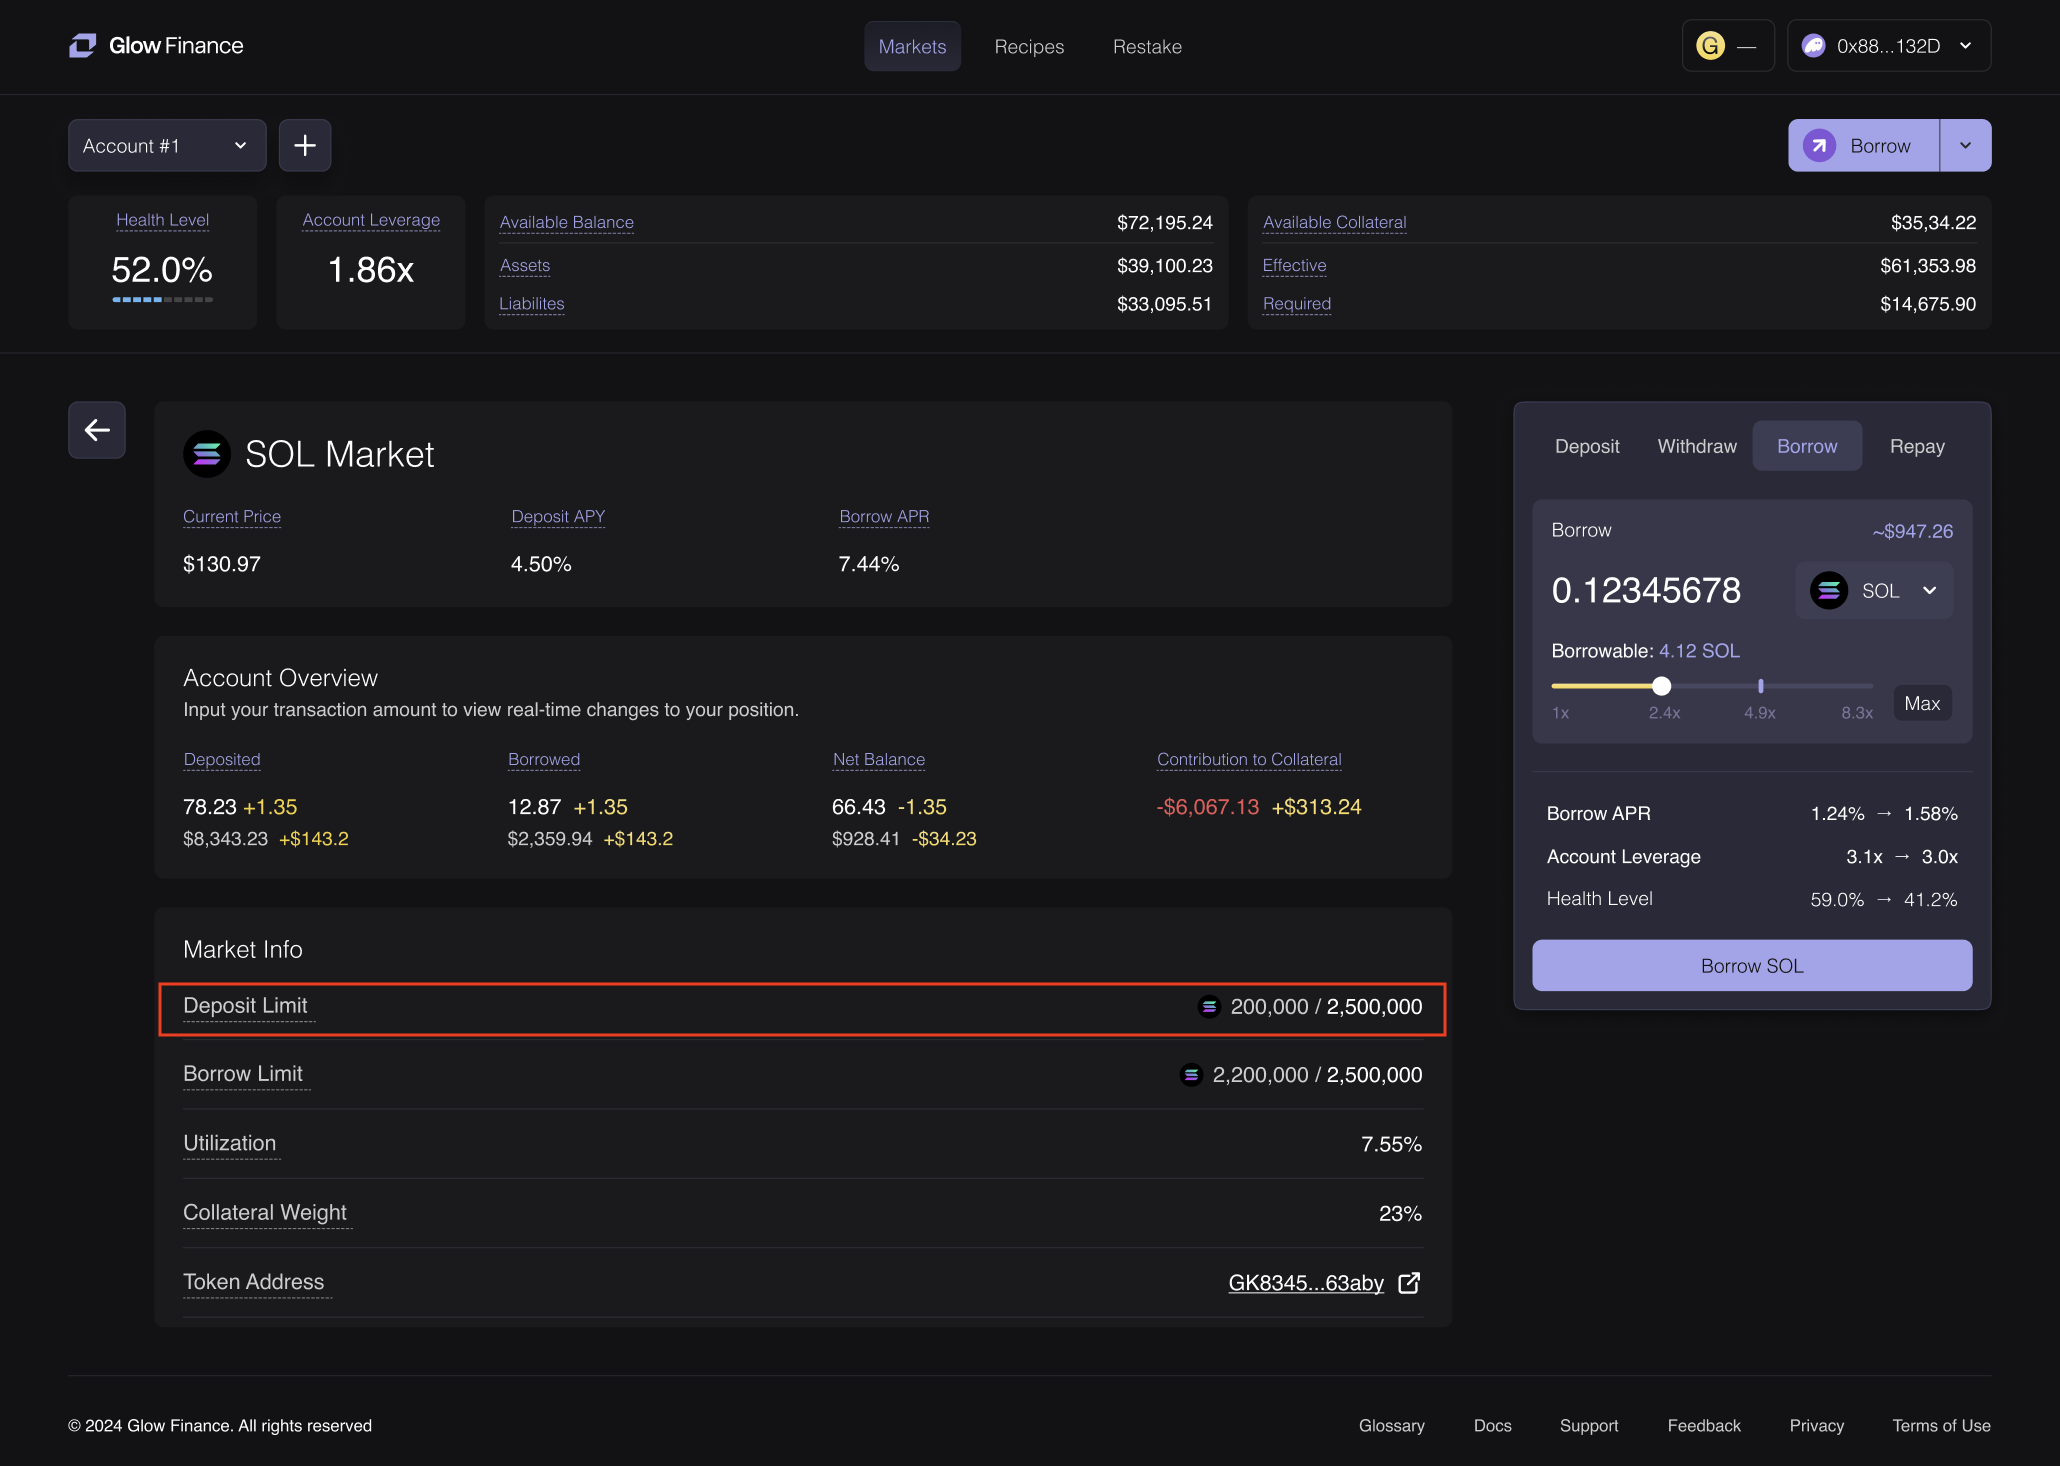 Glow Finance
Markets
Recipes
Restake
G —
0x88...132D
Account #1
+
Borrow
Health Level
52.0%
Account Leverage
1.86x
Available Balance $72,195.24
Assets $39,100.23
Liabilites $33,095.51
Available Collateral $35,34.22
Effective $61,353.98
Required $14,675.90
SOL Market
Current Price Deposit APY Borrow APR
$130.97 4.50% 7.44%
Account Overview
Input your transaction amount to view real-time changes to your position.
Deposited Borrowed Net Balance Contribution to Collateral
78.23 +1.35 12.87 +1.35 66.43 -1.35 -$6,067.13 +$313.24
$8,343.23 +$143.2 $2,359.94 +$143.2 $928.41 -$34.23
Market Info
Deposit Limit 200,000 / 2,500,000
Borrow Limit 2,200,000 / 2,500,000
Utilization 7.55%
Collateral Weight 23%
Token Address GK8345...63aby
Deposit Withdraw Borrow Repay
Borrow ~$947.26
0.12345678 SOL
Borrowable: 4.12 SOL
1x 2.4x 4.9x 8.3x Max
Borrow APR 1.24% → 1.58%
Account Leverage 3.1x → 3.0x
Health Level 59.0% → 41.2%
Borrow SOL
© 2024 Glow Finance. All rights reserved
Glossary Docs Support Feedback Privacy Terms of Use